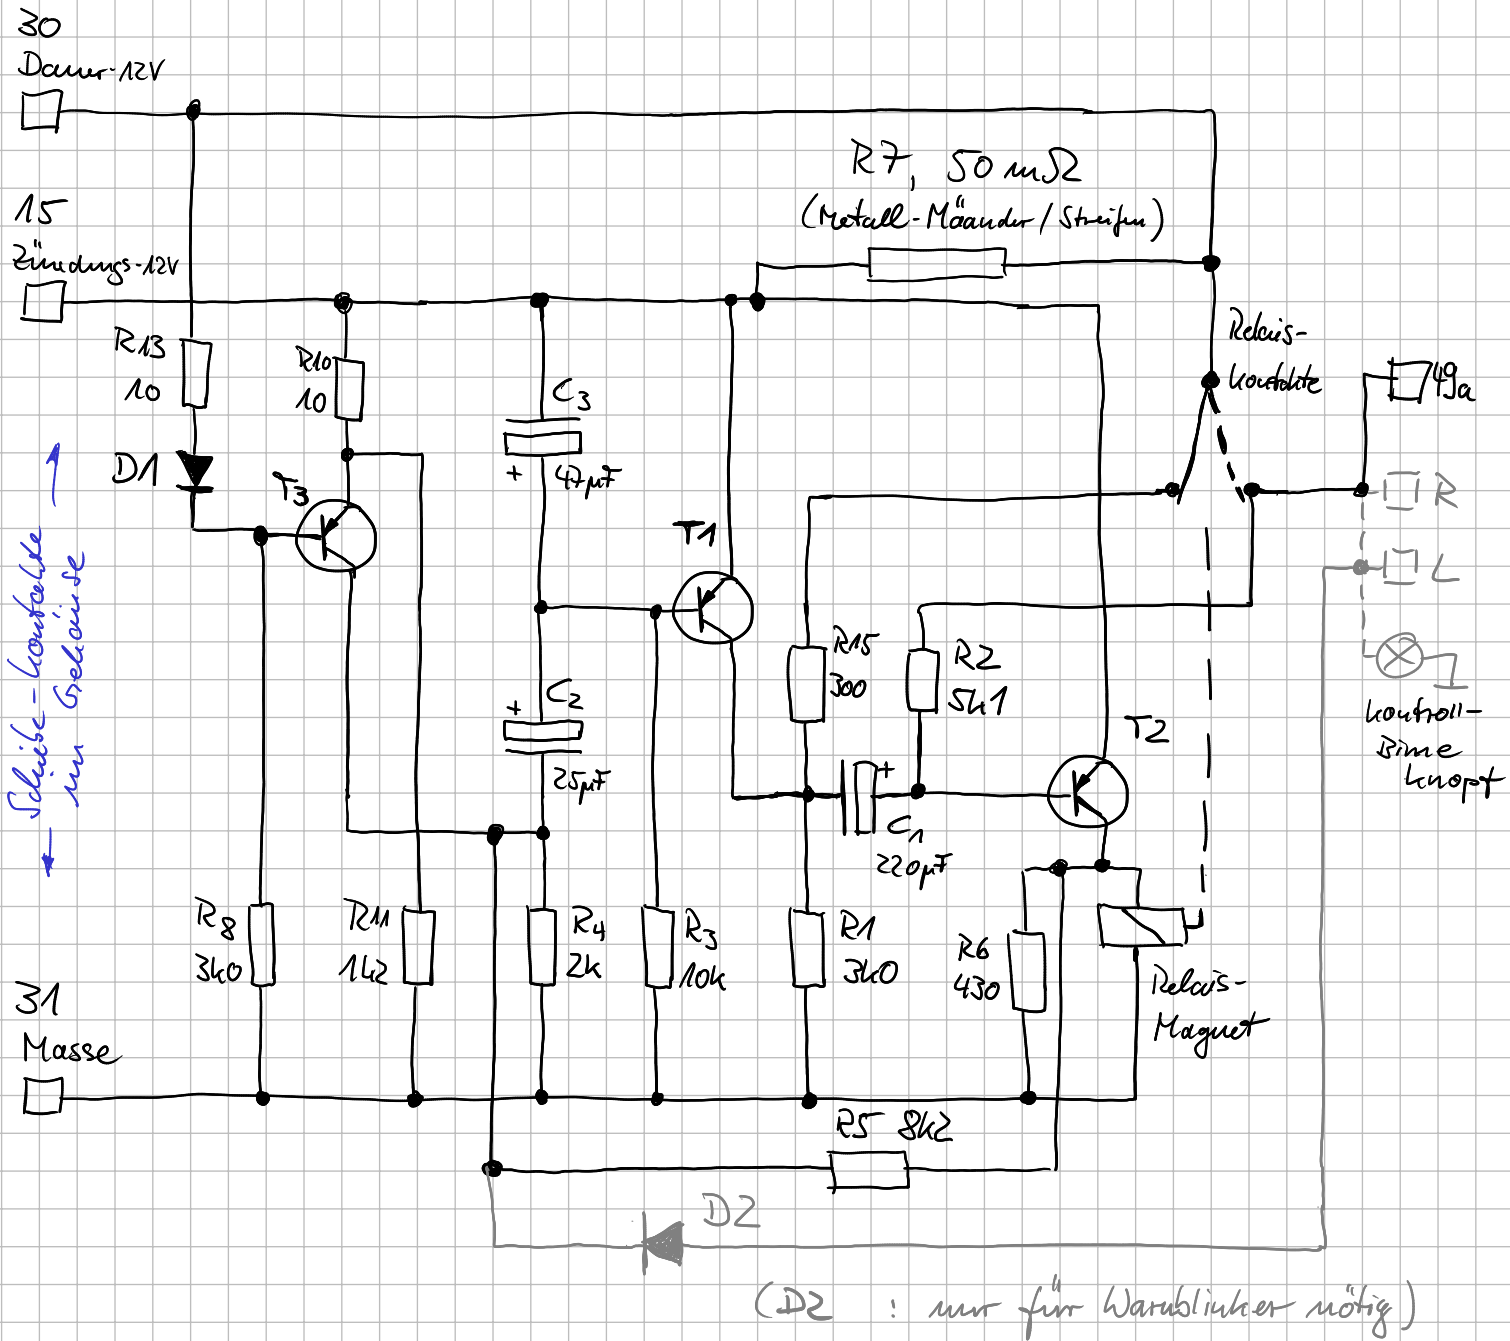 30
Dauer-12V
R7, 50 mΩ
(Metall-Mäander/Streifen)
15
Zündungs-12V
Relais-
kontakte
49a
R13
10
R10
10
C3
+ 47µF
D1
T3
R
T1
L
Schiebe-Kontakte
im Gehäuse
R15
300
R2
5k1
C2
+
25µF
T2
Kontroll-
Birne
Knopf
+
C1
220µF
R8
3k0
R11
1k2
R4
2k
R3
10k
R1
3k0
R6
430
Relais-
Magnet
31
Masse
R5 8k2
D2
(D2 : nur für Warnblinker nötig)